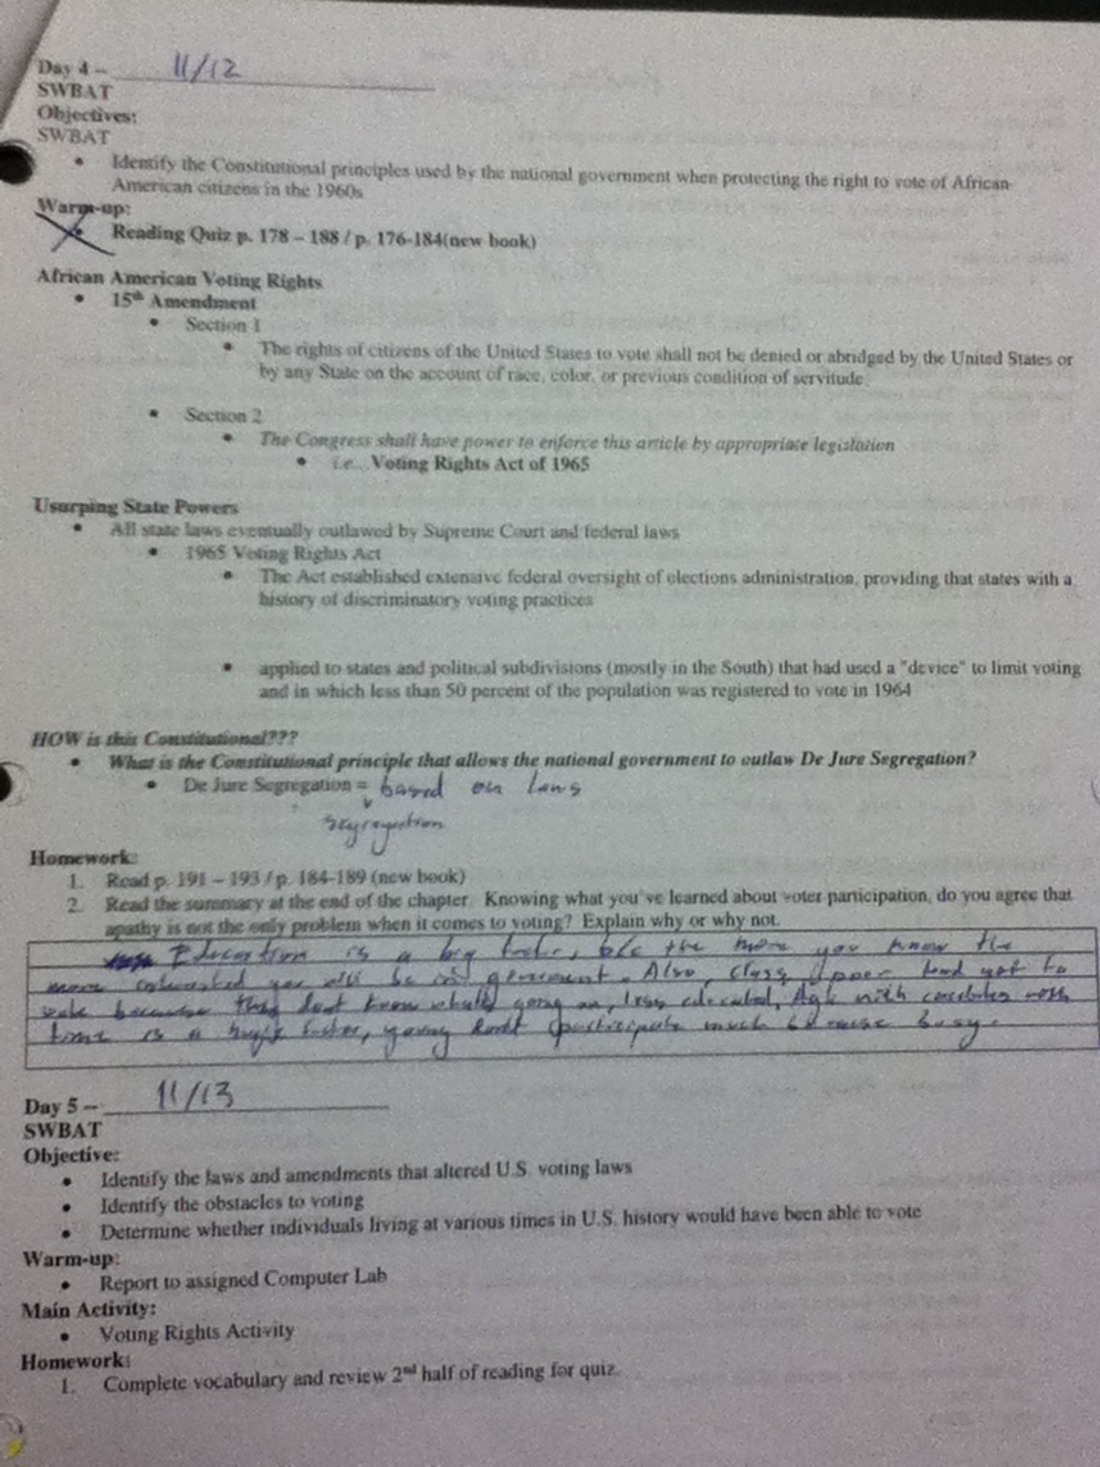 Day 4 – 11/12
SWBAT
Objectives:
SWBAT
• Identify the Constitutional principles used by the national government when protecting the right to vote of African-
American citizens in the 1960s
Warm-up:
• Reading Quiz p. 178 – 188 / p. 176-184(new book)
African American Voting Rights
• 15th Amendment
• Section 1
• The rights of citizens of the United States to vote shall not be denied or abridged by the United States or
by any State on the account of race, color, or previous condition of servitude.
• Section 2
• The Congress shall have power to enforce this article by appropriate legislation
• i.e.. Voting Rights Act of 1965
Usurping State Powers
• All state laws eventually outlawed by Supreme Court and federal laws
• 1965 Voting Rights Act
• The Act established extensive federal oversight of elections administration, providing that states with a
history of discriminatory voting practices
• applied to states and political subdivisions (mostly in the South) that had used a "device" to limit voting
and in which less than 50 percent of the population was registered to vote in 1964
HOW is this Constitutional???
• What is the Constitutional principle that allows the national government to outlaw De Jure Segregation?
• De Jure Segregation = based on laws
segregation
Homework:
1. Read p. 191 – 193 / p. 184-189 (new book)
2. Read the summary at the end of the chapter. Knowing what you've learned about voter participation, do you agree that
apathy is not the only problem when it comes to voting? Explain why or why not.
Education is a big factor, b/c the more you know the
more interested you will be in government. Also, class, poor tend not to
vote because they dont know whats going on, less educated, Age with
time is a huge factor, young dont participate much because busy.
Day 5 – 11/13
SWBAT
Objective:
• Identify the laws and amendments that altered U.S. voting laws
• Identify the obstacles to voting
• Determine whether individuals living at various times in U.S. history would have been able to vote
Warm-up:
• Report to assigned Computer Lab
Main Activity:
• Voting Rights Activity
Homework:
1. Complete vocabulary and review 2nd half of reading for quiz.